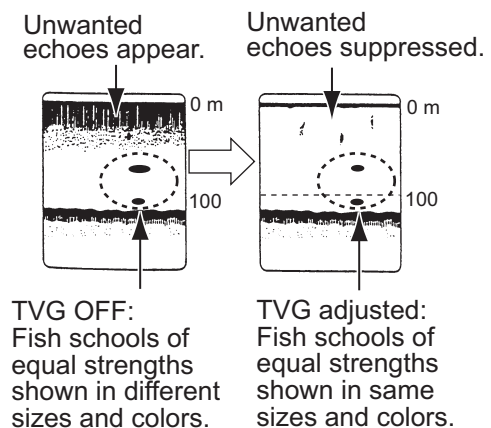 Unwanted
echoes appear.
Unwanted
echoes suppressed.
0 m
100
0 m
100
TVG OFF:
Fish schools of
equal strengths
shown in different
sizes and colors.
TVG adjusted:
Fish schools of
equal strengths
shown in same
sizes and colors.